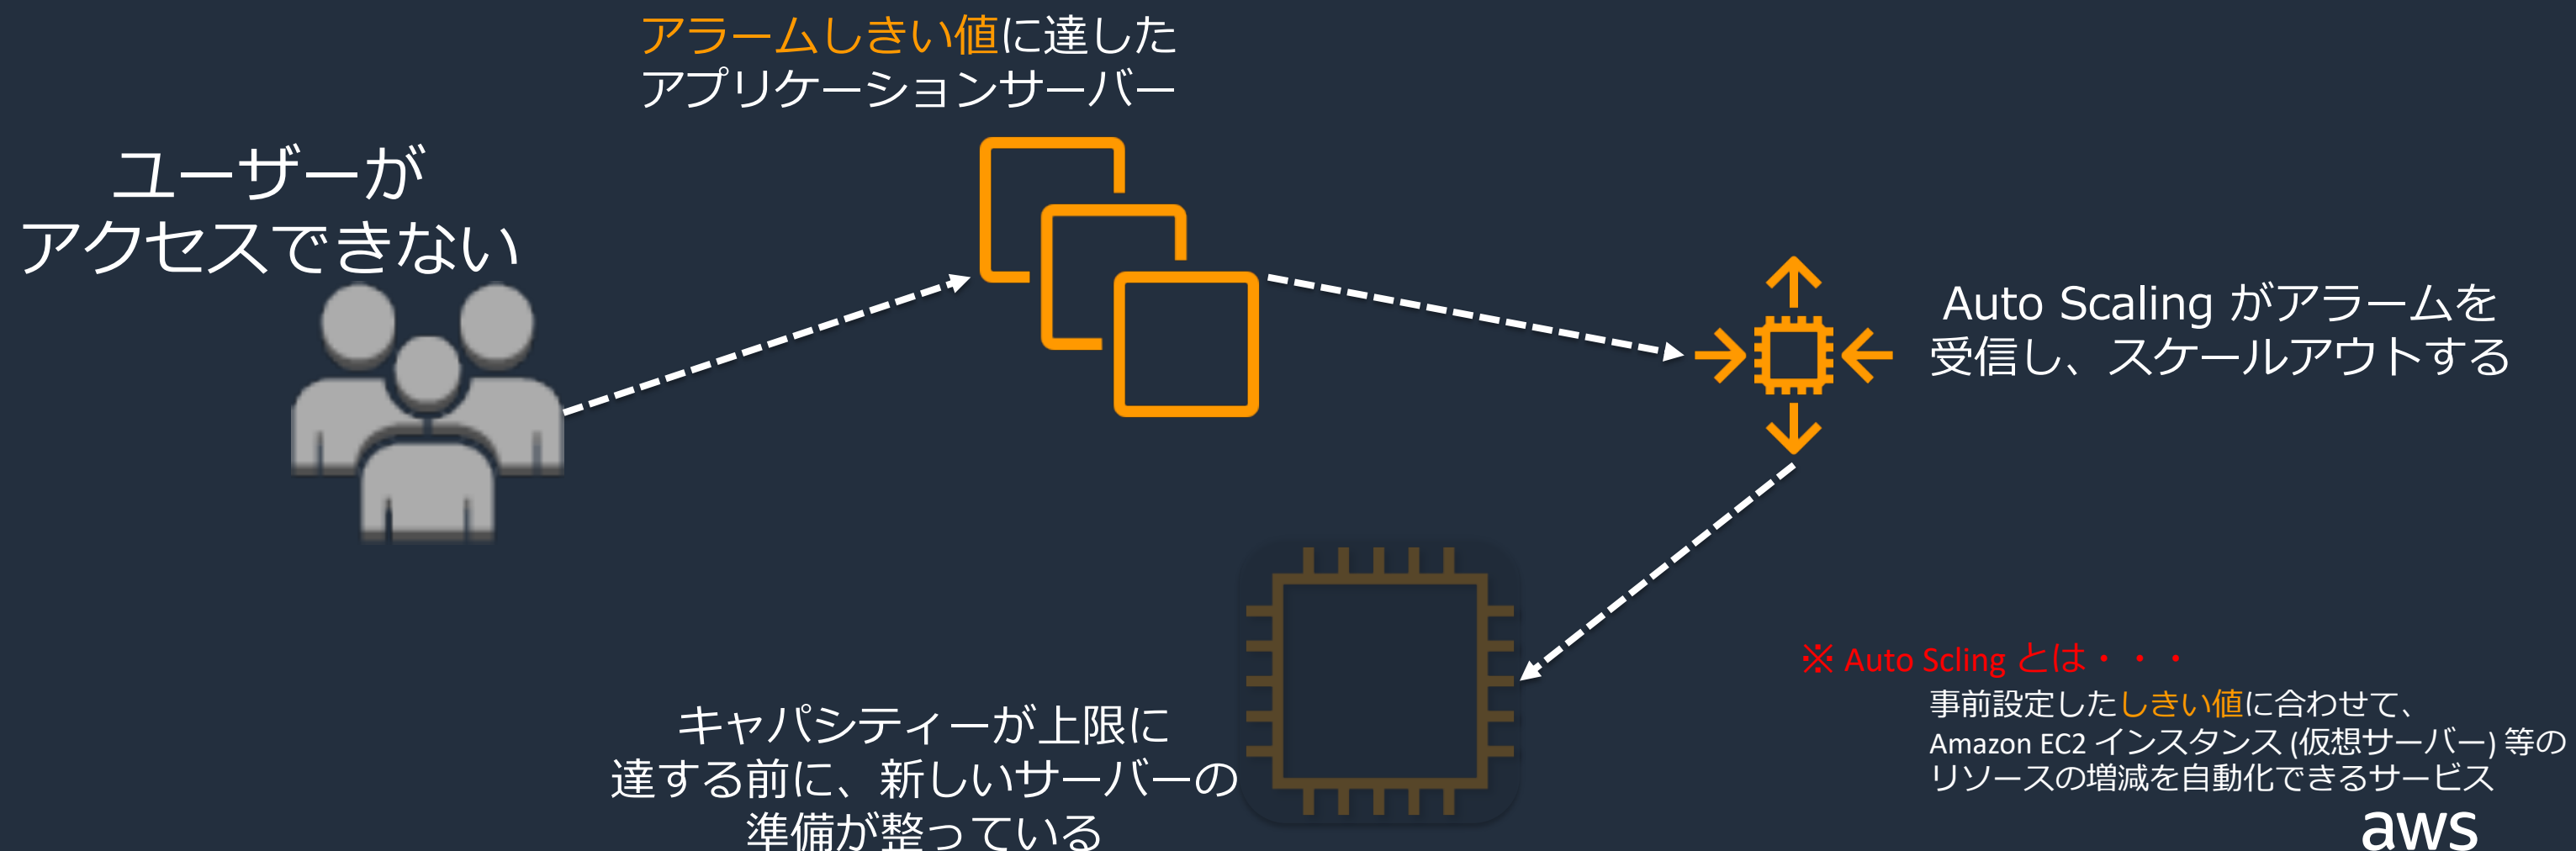 アラームしきい値に達した
アプリケーションサーバー
ユーザーが
アクセスできない
Auto Scaling がアラームを
受信し、スケールアウトする
キャパシティーが上限に
達する前に、新しいサーバーの
準備が整っている
※ Auto Scling とは・・・
事前設定したしきい値に合わせて、
Amazon EC2 インスタンス (仮想サーバー) 等の
リソースの増減を自動化できるサービス
aws